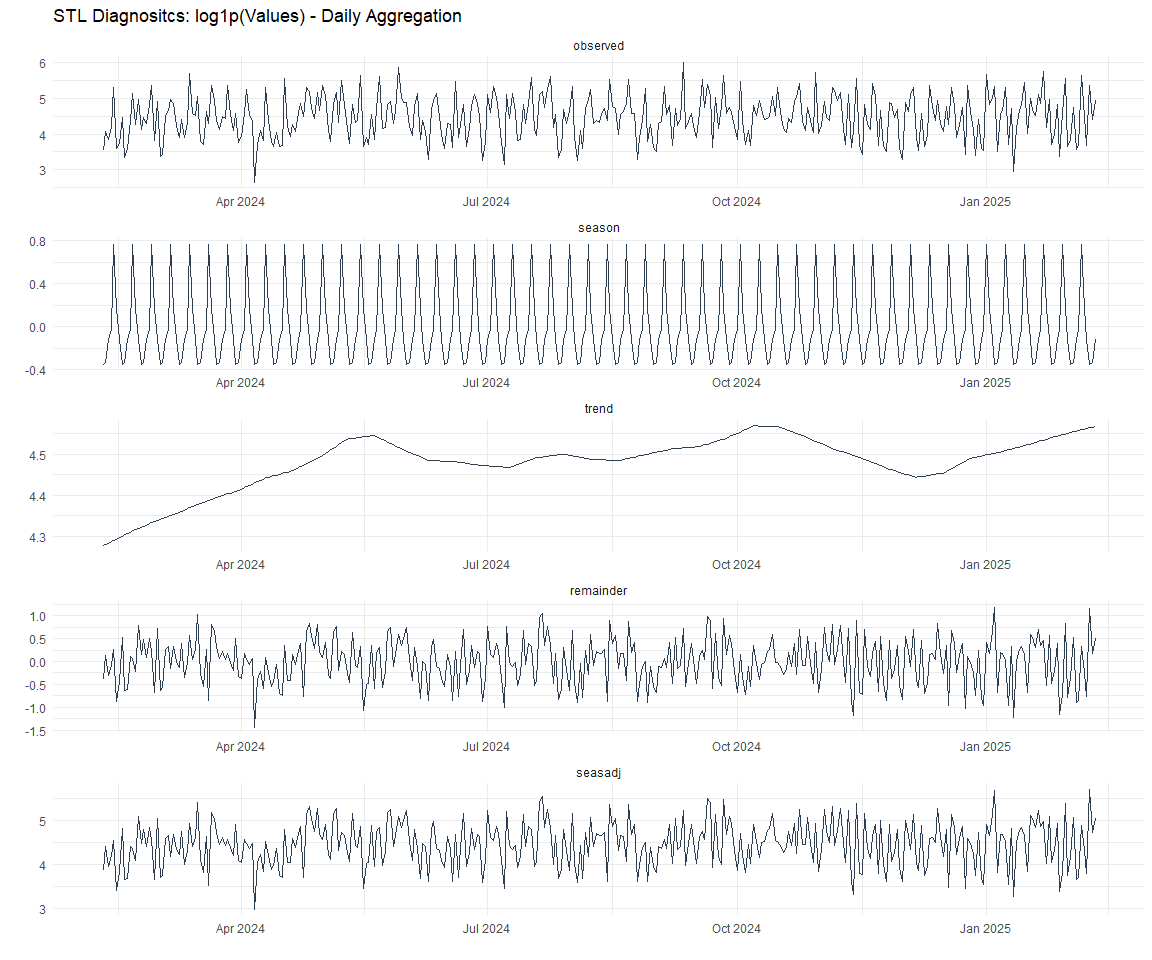 STL Diagnositcs: log1p(Values) - Daily Aggregation
observed
6
5
4
3
Apr 2024 Jul 2024 Oct 2024 Jan 2025
season
0.8
0.4
0.0
-0.4
Apr 2024 Jul 2024 Oct 2024 Jan 2025
trend
4.5
4.4
4.3
Apr 2024 Jul 2024 Oct 2024 Jan 2025
remainder
1.0
0.5
0.0
-0.5
-1.0
-1.5
Apr 2024 Jul 2024 Oct 2024 Jan 2025
seasadj
5
4
3
Apr 2024 Jul 2024 Oct 2024 Jan 2025